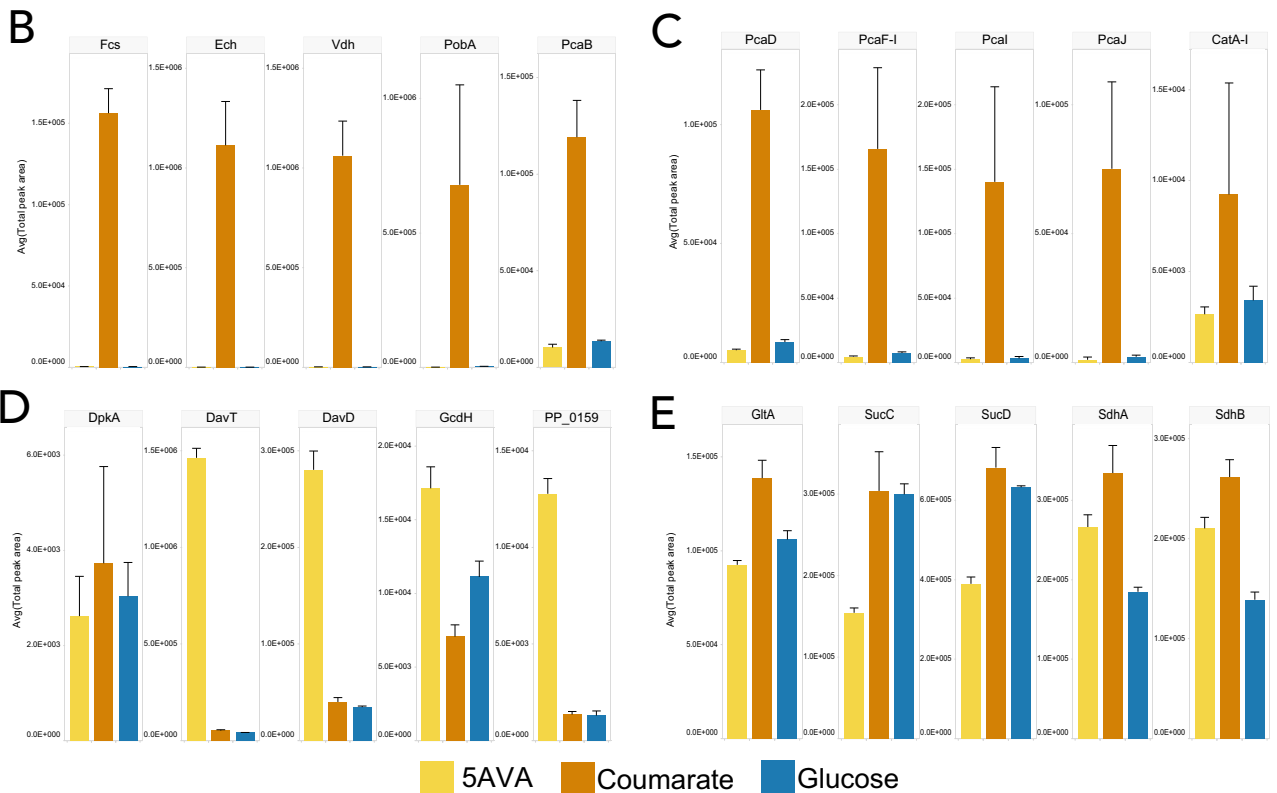 B
Fcs Ech Vdh PobA PcaB
Avg(Total peak area)
1.5E+005 1.0E+005 5.0E+004 0.0E+000
1.5E+006 1.0E+006 5.0E+005 0.0E+000
1.5E+006 1.0E+006 5.0E+005 0.0E+000
1.0E+006 5.0E+005 0.0E+000
1.5E+005 1.0E+005 5.0E+004 0.0E+000
C
PcaD PcaF-I PcaI PcaJ CatA-I
Avg(Total peak area)
1.0E+005 5.0E+004 0.0E+000
2.0E+005 1.5E+005 1.0E+005 5.0E+004 0.0E+000
2.0E+005 1.5E+005 1.0E+005 5.0E+004 0.0E+000
1.0E+005 5.0E+004 0.0E+000
1.5E+004 1.0E+004 5.0E+003 0.0E+000
D
DpkA DavT DavD GcdH PP_0159
Avg(Total peak area)
6.0E+003 4.0E+003 2.0E+003 0.0E+000
1.5E+006 1.0E+006 5.0E+005 0.0E+000
3.0E+005 2.0E+005 1.0E+005 0.0E+000
2.0E+004 1.5E+004 1.0E+004 5.0E+003 0.0E+000
1.5E+004 1.0E+004 5.0E+003 0.0E+000
E
GltA SucC SucD SdhA SdhB
Avg(Total peak area)
1.5E+005 1.0E+005 5.0E+004 0.0E+000
3.0E+005 2.0E+005 1.0E+005 0.0E+000
6.0E+005 4.0E+005 2.0E+005 0.0E+000
3.0E+005 2.0E+005 1.0E+005 0.0E+000
3.0E+005 2.0E+005 1.0E+005 0.0E+000
5AVA Coumarate Glucose